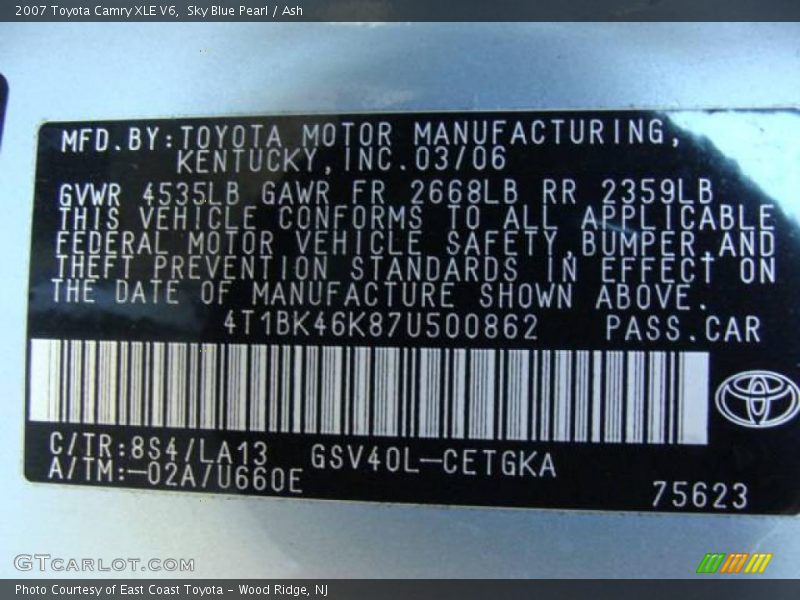 2007 Toyota Camry XLE V6, Sky Blue Pearl / Ash
MFD.BY:TOYOTA MOTOR MANUFACTURING,
KENTUCKY,INC.03/06
GVWR 4535LB GAWR FR 2668LB RR 2359LB
THIS VEHICLE CONFORMS TO ALL APPLICABLE
FEDERAL MOTOR VEHICLE SAFETY,BUMPER,AND
THEFT PREVENTION STANDARDS IN EFFECT ON
THE DATE OF MANUFACTURE SHOWN ABOVE.
4T1BK46K87U500862 PASS.CAR
C/TR:8S4/LA13 GSV40L-CETGKA
A/TM:-02A/U660E
75623
GTCARLOT.COM
Photo Courtesy of East Coast Toyota - Wood Ridge, NJ